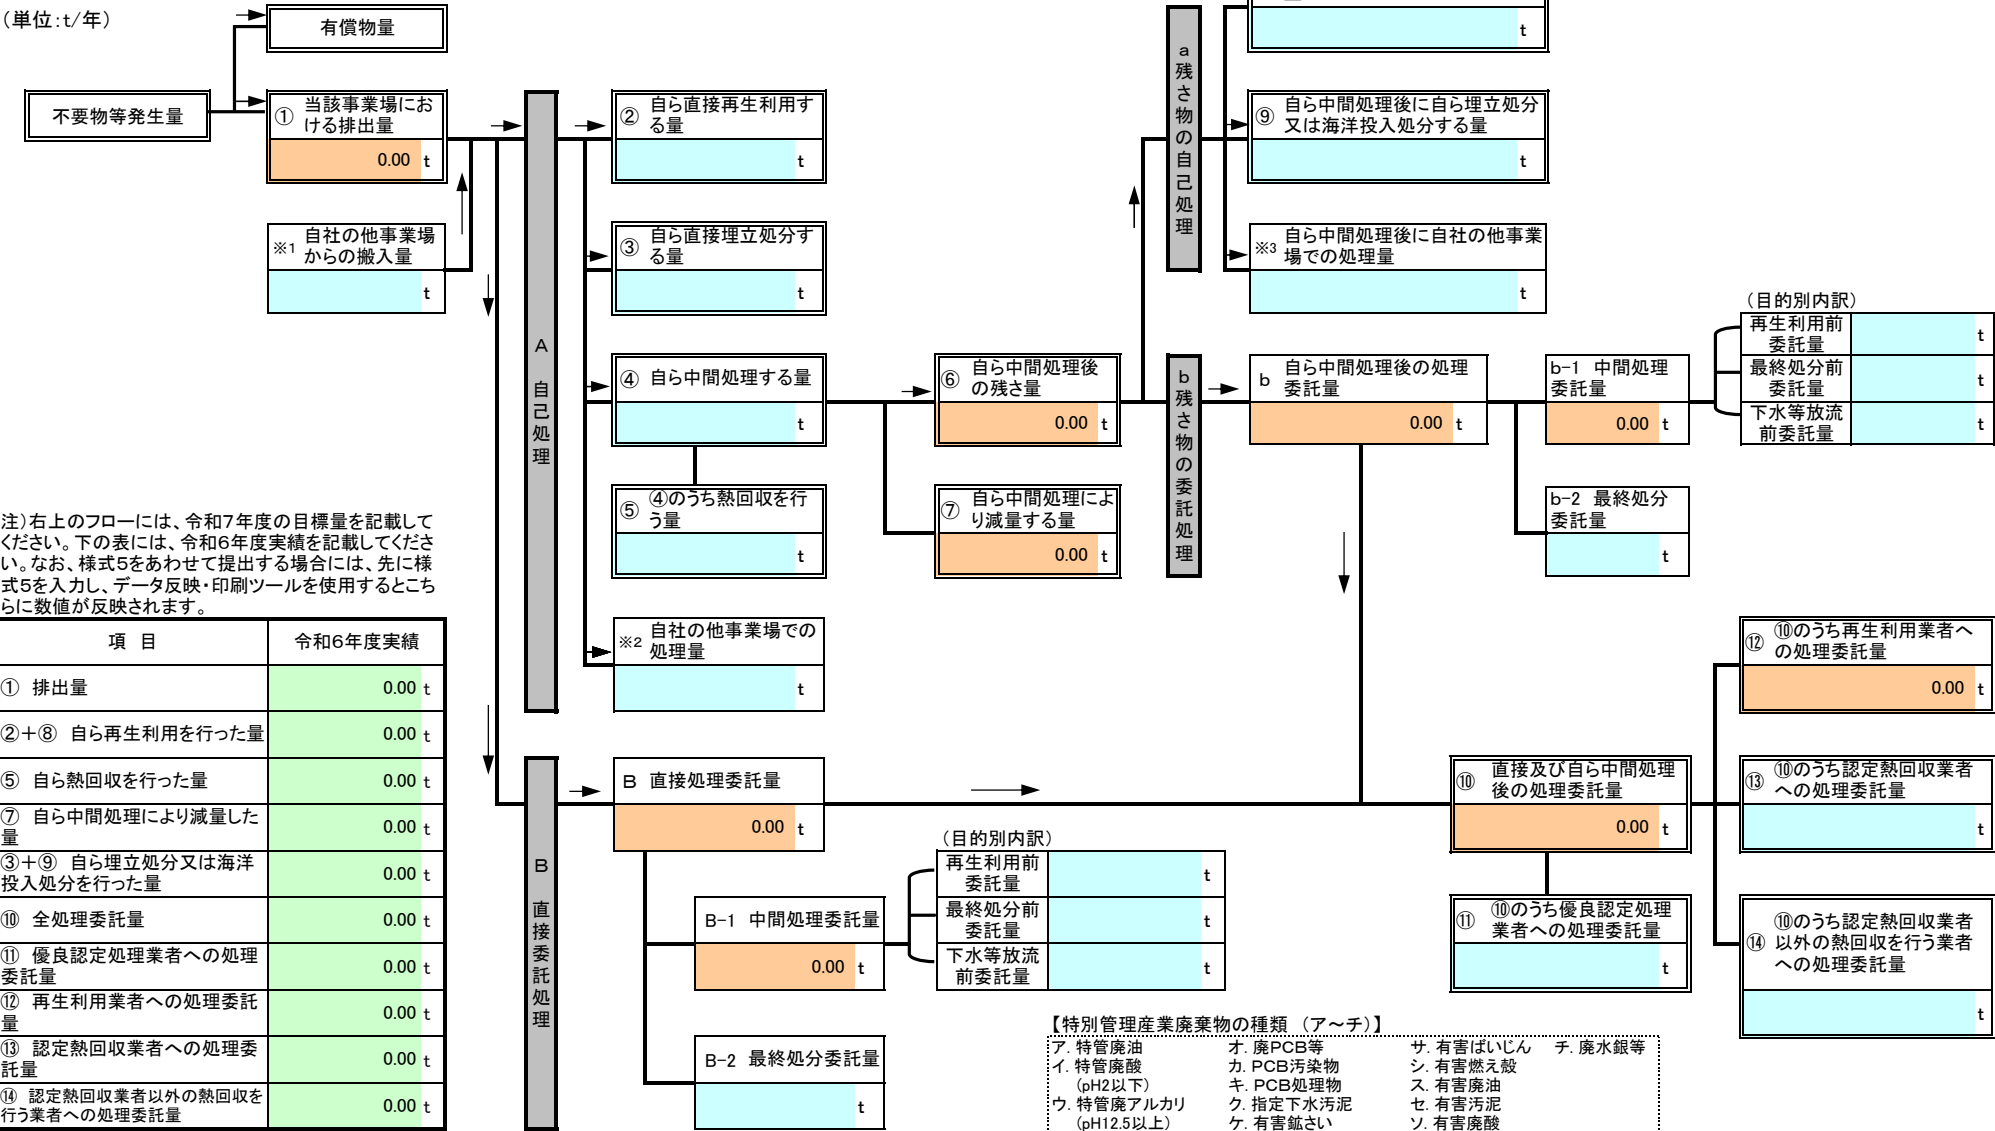 （単位：t/年）
有償物量
不要物等発生量
① 当該事業場にお
ける排出量
0.00 t
※1 自社の他事業場
からの搬入量
t
A 自己処理
② 自ら直接再生利用す
る量
t
③ 自ら直接埋立処分す
る量
t
④ 自ら中間処理する量
t
⑤ ④のうち熱回収を行
う量
t
※2 自社の他事業場での
処理量
t
⑥ 自ら中間処理後
の残さ量
0.00 t
⑦ 自ら中間処理によ
り減量する量
0.00 t
a 残さ物の自己処理
t
⑨ 自ら中間処理後に自ら埋立処分
又は海洋投入処分する量
t
※3 自ら中間処理後に自社の他事業
場での処理量
t
b 残さ物の委託処理
b 自ら中間処理後の処理
委託量
0.00 t
b-1 中間処理
委託量
0.00 t
（目的別内訳）
再生利用前
委託量
t
最終処分前
委託量
t
下水等放流
前委託量
t
b-2 最終処分
委託量
t
注）右上のフローには、令和7年度の目標量を記載して
ください。下の表には、令和6年度実績を記載してくださ
い。なお、様式5をあわせて提出する場合には、先に様
式5を入力し、データ反映・印刷ツールを使用するとこち
らに数値が反映されます。
項 目 令和6年度実績
① 排出量 0.00 t
②＋⑧ 自ら再生利用を行った量 0.00 t
⑤ 自ら熱回収を行った量 0.00 t
⑦ 自ら中間処理により減量した
量 0.00 t
③＋⑨ 自ら埋立処分又は海洋
投入処分を行った量 0.00 t
⑩ 全処理委託量 0.00 t
⑪ 優良認定処理業者への処理
委託量 0.00 t
⑫ 再生利用業者への処理委託
量 0.00 t
⑬ 認定熱回収業者への処理委
託量 0.00 t
⑭ 認定熱回収業者以外の熱回収を
行う業者への処理委託量 0.00 t
B 直接委託処理
B 直接処理委託量
0.00 t
B-1 中間処理委託量
0.00 t
（目的別内訳）
再生利用前
委託量
t
最終処分前
委託量
t
下水等放流
前委託量
t
B-2 最終処分委託量
t
⑩ 直接及び自ら中間処理
後の処理委託量
0.00 t
⑪ ⑩のうち優良認定処理
業者への処理委託量
t
⑫ ⑩のうち再生利用業者へ
の処理委託量
0.00 t
⑬ ⑩のうち認定熱回収業者
への処理委託量
t
⑭ ⑩のうち認定熱回収業者
以外の熱回収を行う業者
への処理委託量
t
【特別管理産業廃棄物の種類 （ア～チ）】
ア. 特管廃油 オ. 廃PCB等 サ. 有害ばいじん チ. 廃水銀等
イ. 特管廃酸 カ. PCB汚染物 シ. 有害燃え殻
（pH2以下） キ. PCB処理物 ス. 有害廃油
ウ. 特管廃アルカリ ク. 指定下水汚泥 セ. 有害汚泥
（pH12.5以上） ケ. 有害鉱さい ソ. 有害廃酸